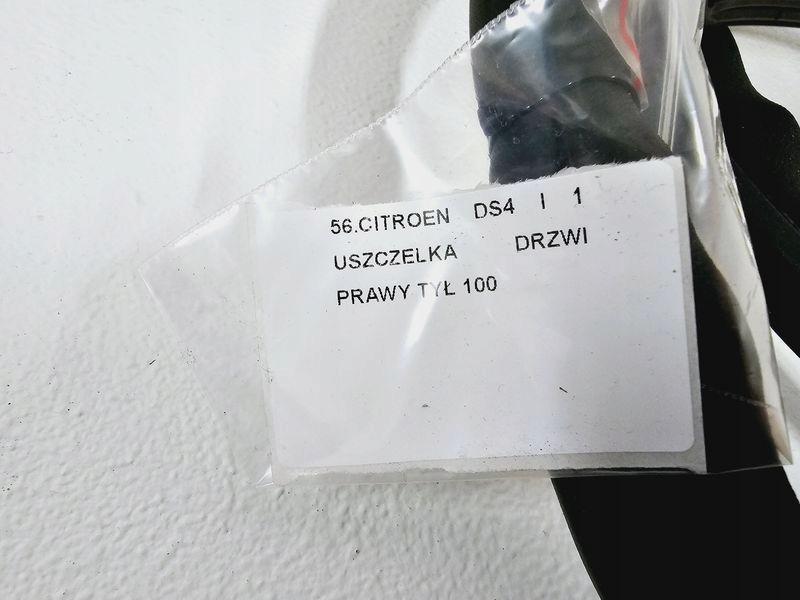 56.CITROEN DS4 I 1
USZCZELKA DRZWI
PRAWY TYŁ 100